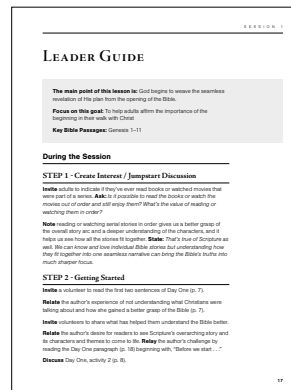 SESSION 1
LEADER GUIDE
The main point of this lesson is: God begins to weave the seamless
revelation of His plan from the opening of the Bible.
Focus on this goal: To help adults affirm the importance of the
beginning in their walk with Christ
Key Bible Passages: Genesis 1–11
During the Session
STEP 1 - Create Interest / Jumpstart Discussion
Invite adults to indicate if they've ever read books or watched movies that
were part of a series. Ask: Is it possible to read the books or watch the
movies out of order and still enjoy them? What's the value of reading or
watching them in order?
Note reading or watching serial stories in order gives us a better grasp of
the overall story arc and a deeper understanding of the characters, and it
helps us see how all the stories fit together. State: That's true of Scripture as
well. We can know and love individual Bible stories but understanding how
they fit together into one seamless narrative can bring the Bible's truths into
much sharper focus.
STEP 2 - Getting Started
Invite a volunteer to read the first two sentences of Day One (p. 7).
Relate the author's experience of not understanding what Christians were
talking about and how she gained a better grasp of the Bible (p. 7).
Invite volunteers to share what has helped them understand the Bible better.
Relate the author's desire for readers to see Scripture's overarching story and
its characters and themes to come to life. Relay the author's challenge by
reading the Day One paragraph (p. 18) beginning with, "Before we start . . ."
Discuss Day One, activity 2 (p. 8).
17